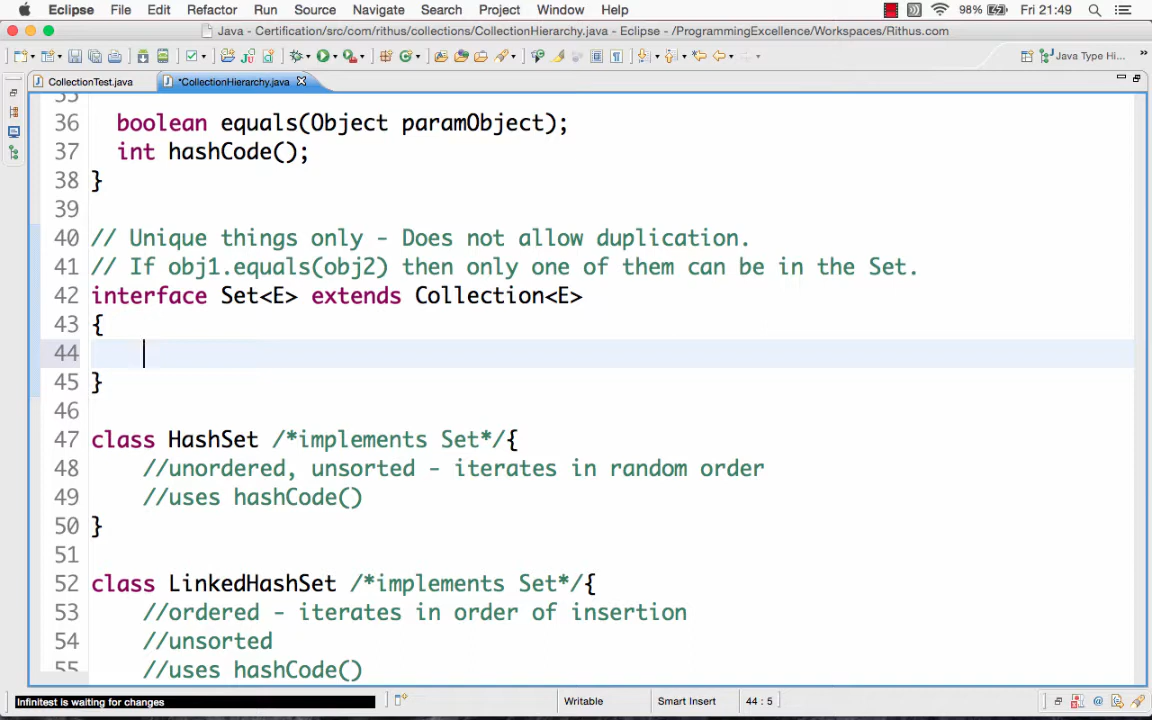 Eclipse File Edit Refactor Run Source Navigate Search Project Window Help 98% Fri 21:49
Java - Certification/src/com/rithus/collections/CollectionHierarchy.java - Eclipse - /ProgrammingExcellence/Workspaces/Rithus.com
Java Type Hi...
CollectionTest.java *CollectionHierarchy.java
35
36 boolean equals(Object paramObject);
37 int hashCode();
38 }
39
40 // Unique things only - Does not allow duplication.
41 // If obj1.equals(obj2) then only one of them can be in the Set.
42 interface Set<E> extends Collection<E>
43 {
44
45 }
46
47 class HashSet /*implements Set*/{
48 //unordered, unsorted - iterates in random order
49 //uses hashCode()
50 }
51
52 class LinkedHashSet /*implements Set*/{
53 //ordered - iterates in order of insertion
54 //unsorted
55 //uses hashCode()
Infinitest is waiting for changes Writable Smart Insert 44 : 5